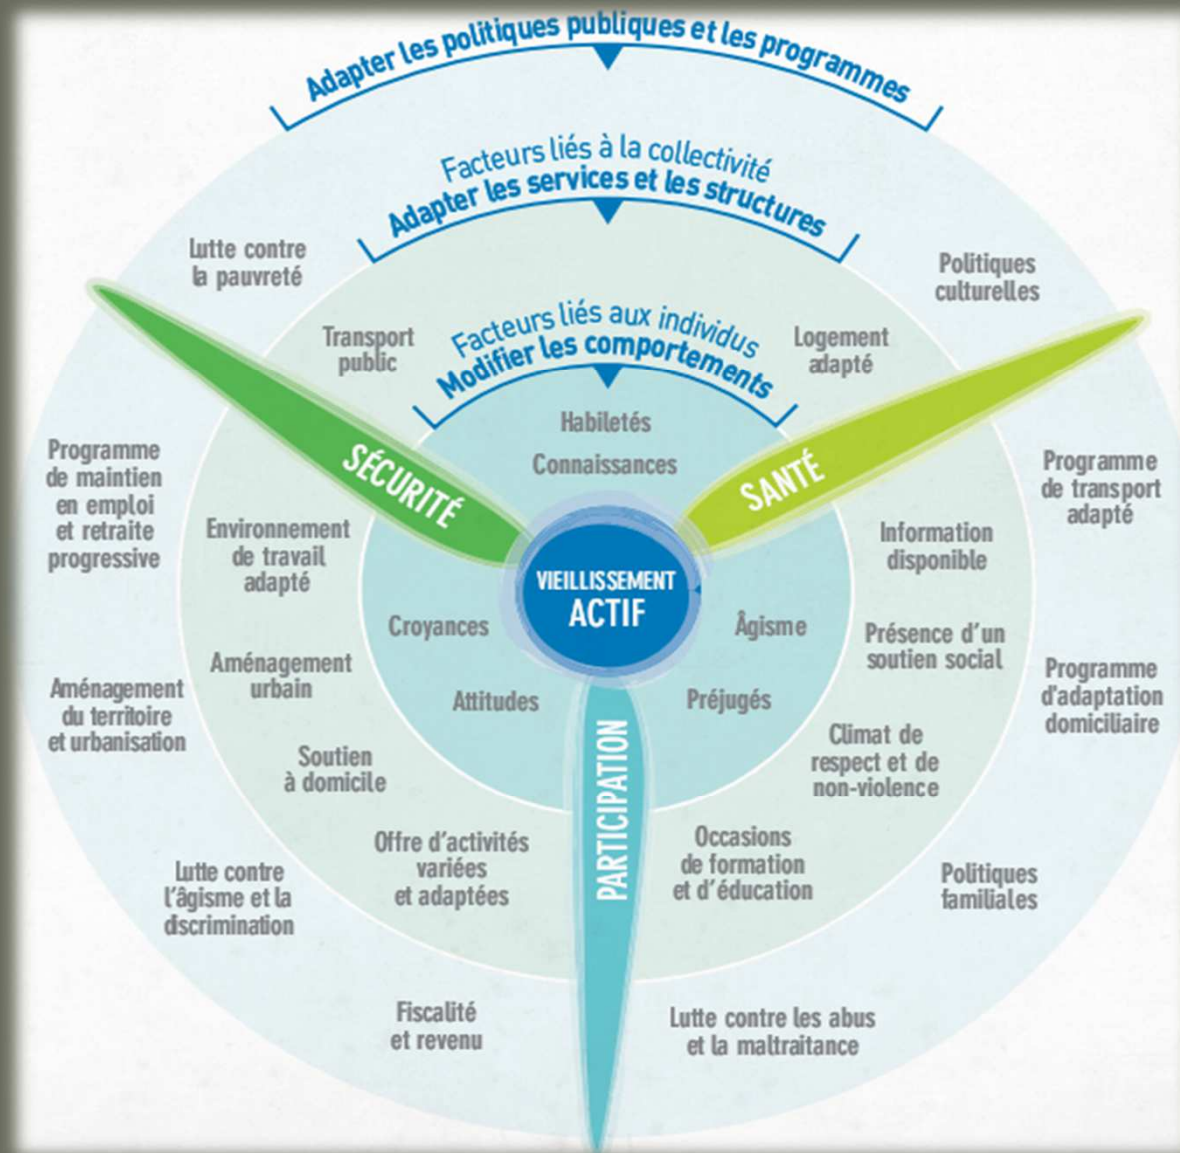 Adapter les politiques publiques et les programmes
Facteurs liés à la collectivité
Adapter les services et les structures
Lutte contre
la pauvreté
Politiques
culturelles
Transport
public
Facteurs liés aux individus
Modifier les comportements
Logement
adapté
Habiletés
Connaissances
SÉCURITÉ
SANTÉ
Programme
de maintien
en emploi
et retraite
progressive
Programme
de transport
adapté
Environnement
de travail
adapté
Information
disponible
VIEILLISSEMENT
ACTIF
Croyances
Âgisme
Présence d'un
soutien social
Aménagement
urbain
Attitudes
Préjugés
Aménagement
du territoire
et urbanisation
Programme
d'adaptation
domiciliaire
Soutien
à domicile
Climat de
respect et de
non-violence
PARTICIPATION
Offre d'activités
variées
et adaptées
Occasions
de formation
et d'éducation
Lutte contre
l'âgisme et la
discrimination
Politiques
familiales
Fiscalité
et revenu
Lutte contre les abus
et la maltraitance